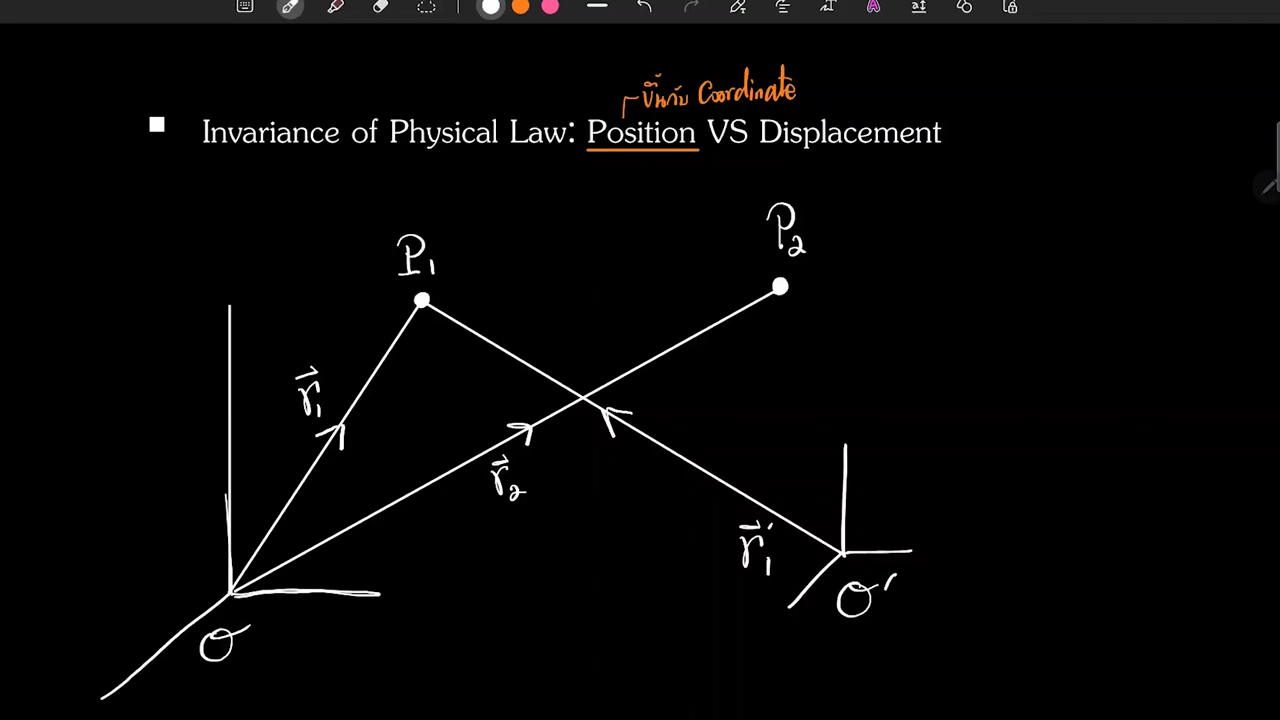 ขึ้นกับ Coordinate
Invariance of Physical Law: Position VS Displacement
P₂
P₁
r⃗₁
r⃗₂
r⃗₁′
O′
O